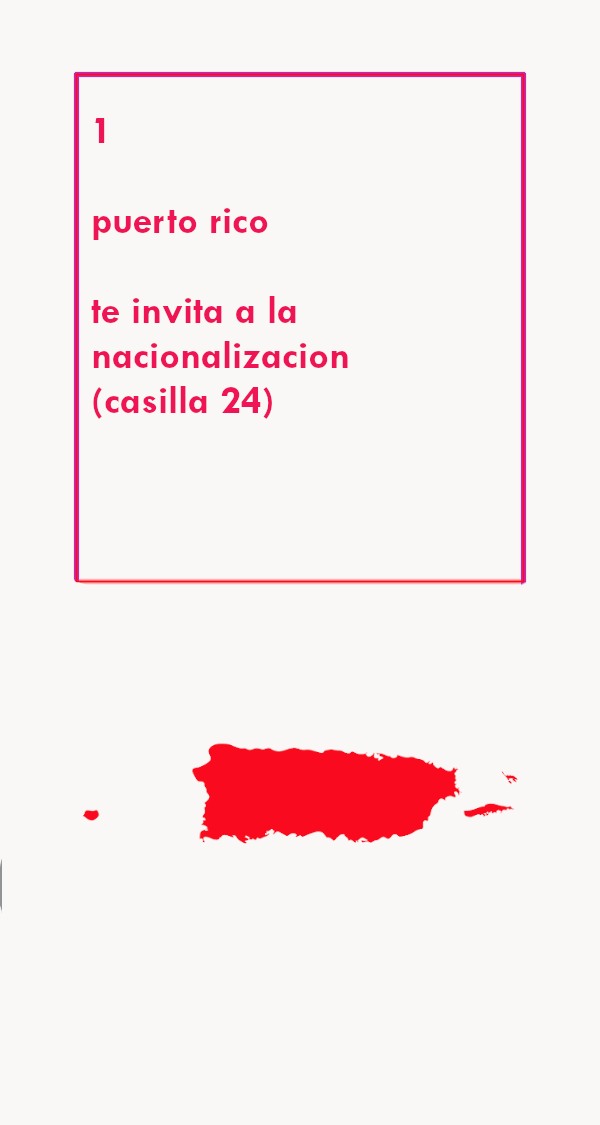 1
puerto rico
te invita a la
nacionalizacion
(casilla 24)